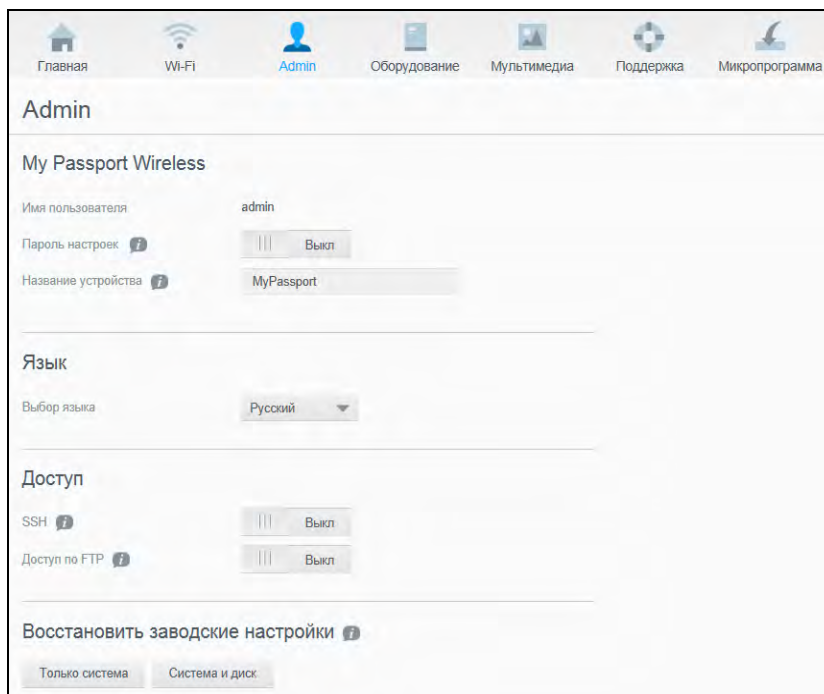 Главная Wi-Fi Admin Оборудование Мультимедиа Поддержка Микропрограмма
Admin
My Passport Wireless
Имя пользователя admin
Пароль настроек Выкл
Название устройства MyPassport
Язык
Выбор языка Русский
Доступ
SSH Выкл
Доступ по FTP Выкл
Восстановить заводские настройки
Только система Система и диск